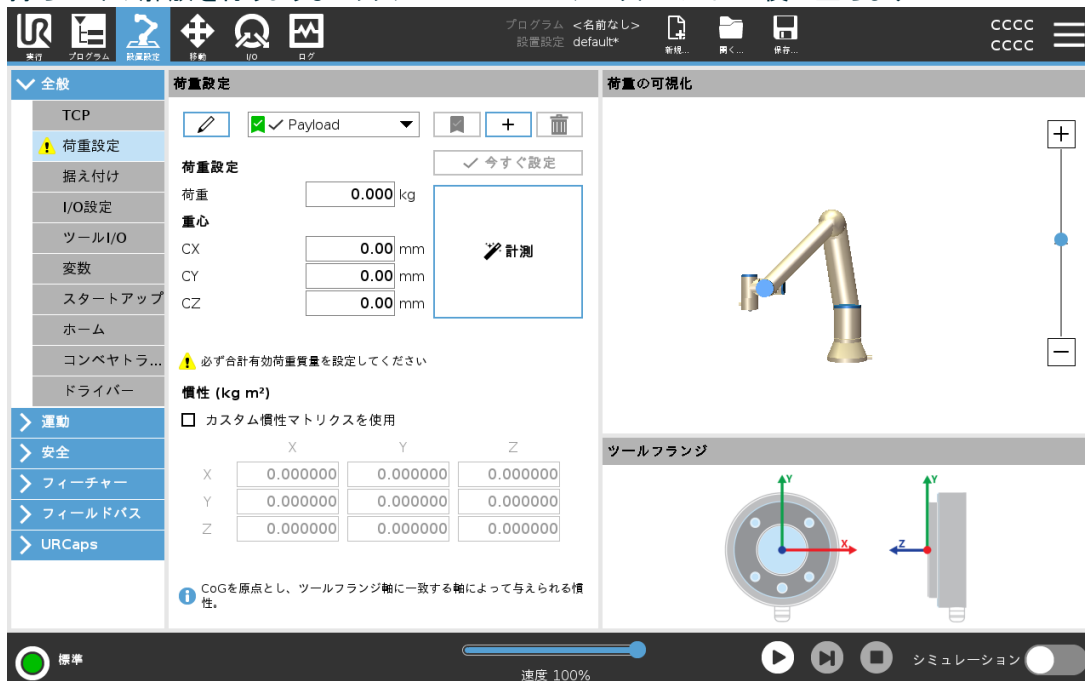 プログラム <名前なし>
設置設定 default*
cccc
cccc
実行
プログラム
設置設定
移動
I/O
ログ
新規...
開く...
保存...
全般
TCP
荷重設定
据え付け
I/O設定
ツールI/O
変数
スタートアップ
ホーム
コンベヤトラ...
ドライバー
運動
安全
フィーチャー
フィールドバス
URCaps
荷重設定
Payload
荷重設定
今すぐ設定
荷重 0.000 kg
重心
CX 0.00 mm
CY 0.00 mm
CZ 0.00 mm
計測
必ず合計有効荷重質量を設定してください
慣性 (kg m²)
カスタム慣性マトリクスを使用
X Y Z
X 0.000000 0.000000 0.000000
Y 0.000000 0.000000 0.000000
Z 0.000000 0.000000 0.000000
CoGを原点とし、ツールフランジ軸に一致する軸によって与えられる慣
性。
荷重の可視化
ツールフランジ
Y
X
Y
Z
標準
速度 100%
シミュレーション